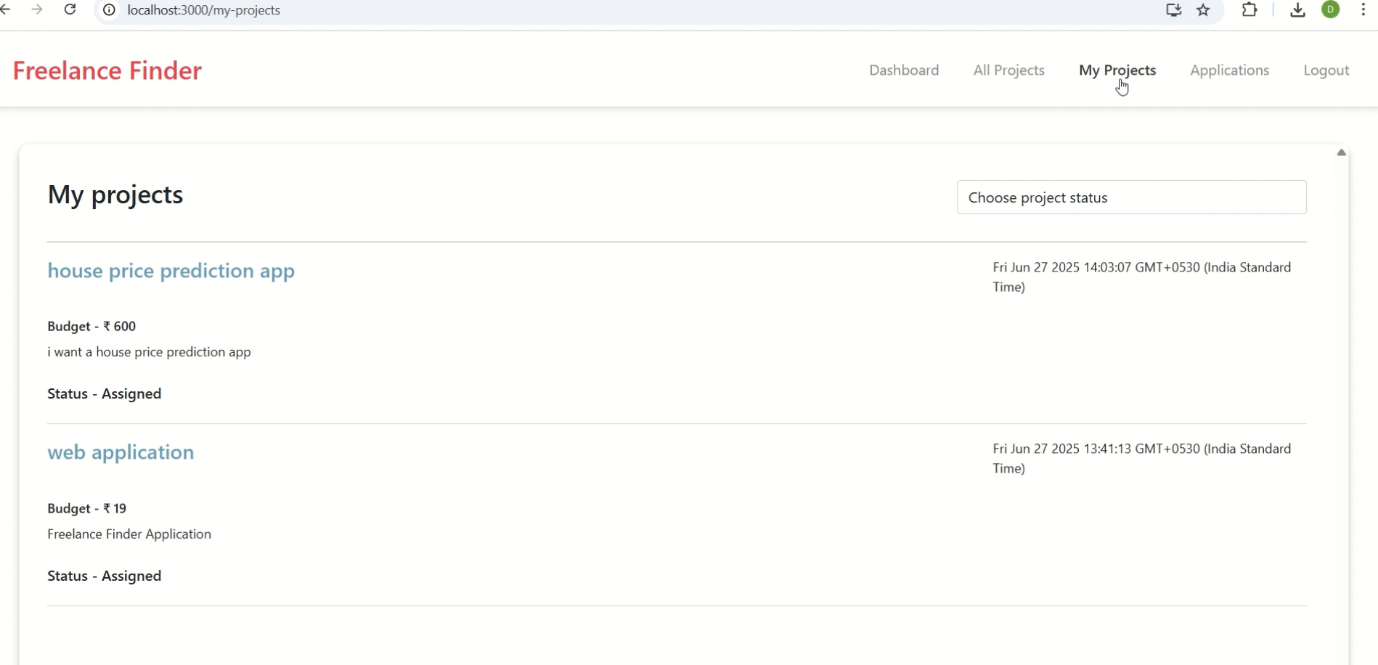 localhost:3000/my-projects
D
Freelance Finder
Dashboard
All Projects
My Projects
Applications
Logout
My projects
Choose project status
house price prediction app
Fri Jun 27 2025 14:03:07 GMT+0530 (India Standard
Time)
Budget - ₹ 600
i want a house price prediction app
Status - Assigned
web application
Fri Jun 27 2025 13:41:13 GMT+0530 (India Standard
Time)
Budget - ₹ 19
Freelance Finder Application
Status - Assigned